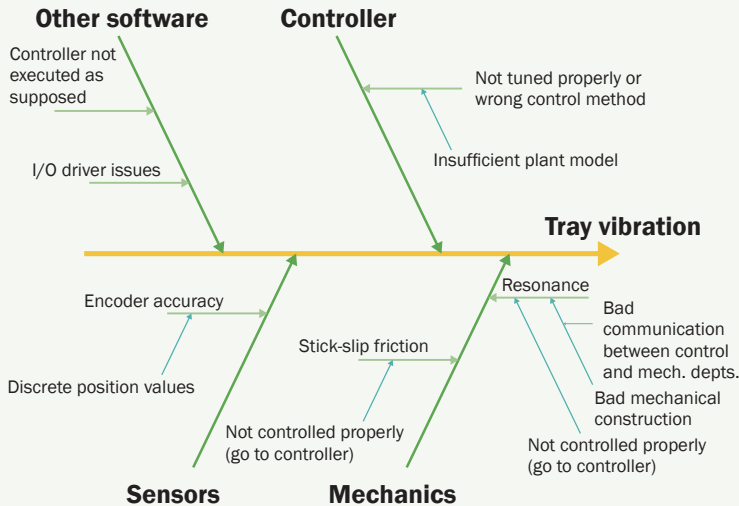 Other software
Controller
Controller not
executed as
supposed
Not tuned properly or
wrong control method
Insufficient plant model
I/O driver issues
Tray vibration
Resonance
Encoder accuracy
Bad
communication
between control
and mech. depts.
Stick-slip friction
Discrete position values
Bad mechanical
construction
Not controlled properly
(go to controller)
Not controlled properly
(go to controller)
Sensors
Mechanics